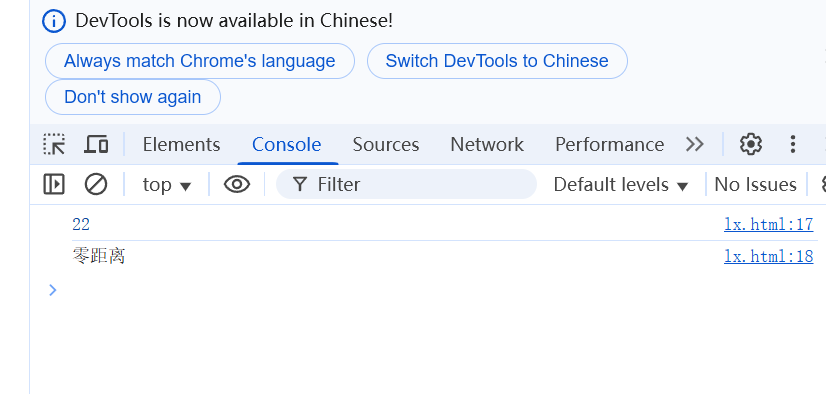 DevTools is now available in Chinese!
Always match Chrome's language Switch DevTools to Chinese
Don't show again
Elements Console Sources Network Performance
top Filter Default levels No Issues
22 lx.html:17
零距离 lx.html:18